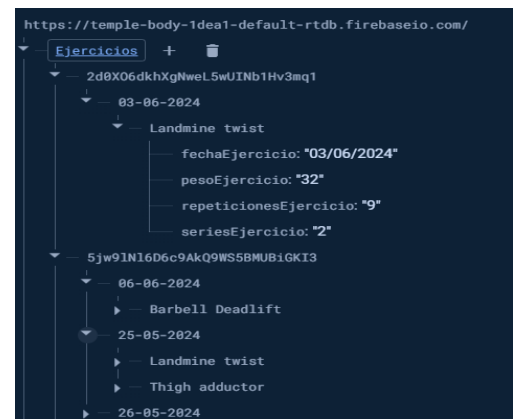 https://temple-body-1dea1-default-rtdb.firebaseio.com/
Ejercicios
2d0XO6dkhXgNweL5wUINb1Hv3mq1
03-06-2024
Landmine twist
fechaEjercicio: "03/06/2024"
pesoEjercicio: "32"
repeticionesEjercicio: "9"
seriesEjercicio: "2"
5jw9lNl6D6c9AkQ9WS5BMUBiGKI3
06-06-2024
Barbell Deadlift
25-05-2024
Landmine twist
Thigh adductor
26-05-2024